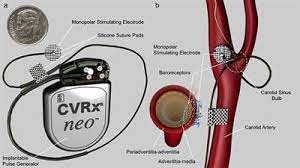 a
Monopolar Stimulating Electrode
Silicone Suture Pads
CVRx®
neo™
Implantable
Pulse Generator
b
Monopolar
Stimulating Electrode
Baroreceptors
Carotid Sinus
Bulb
Carotid Artery
Periadventitia-adventitia
Adventitia-media